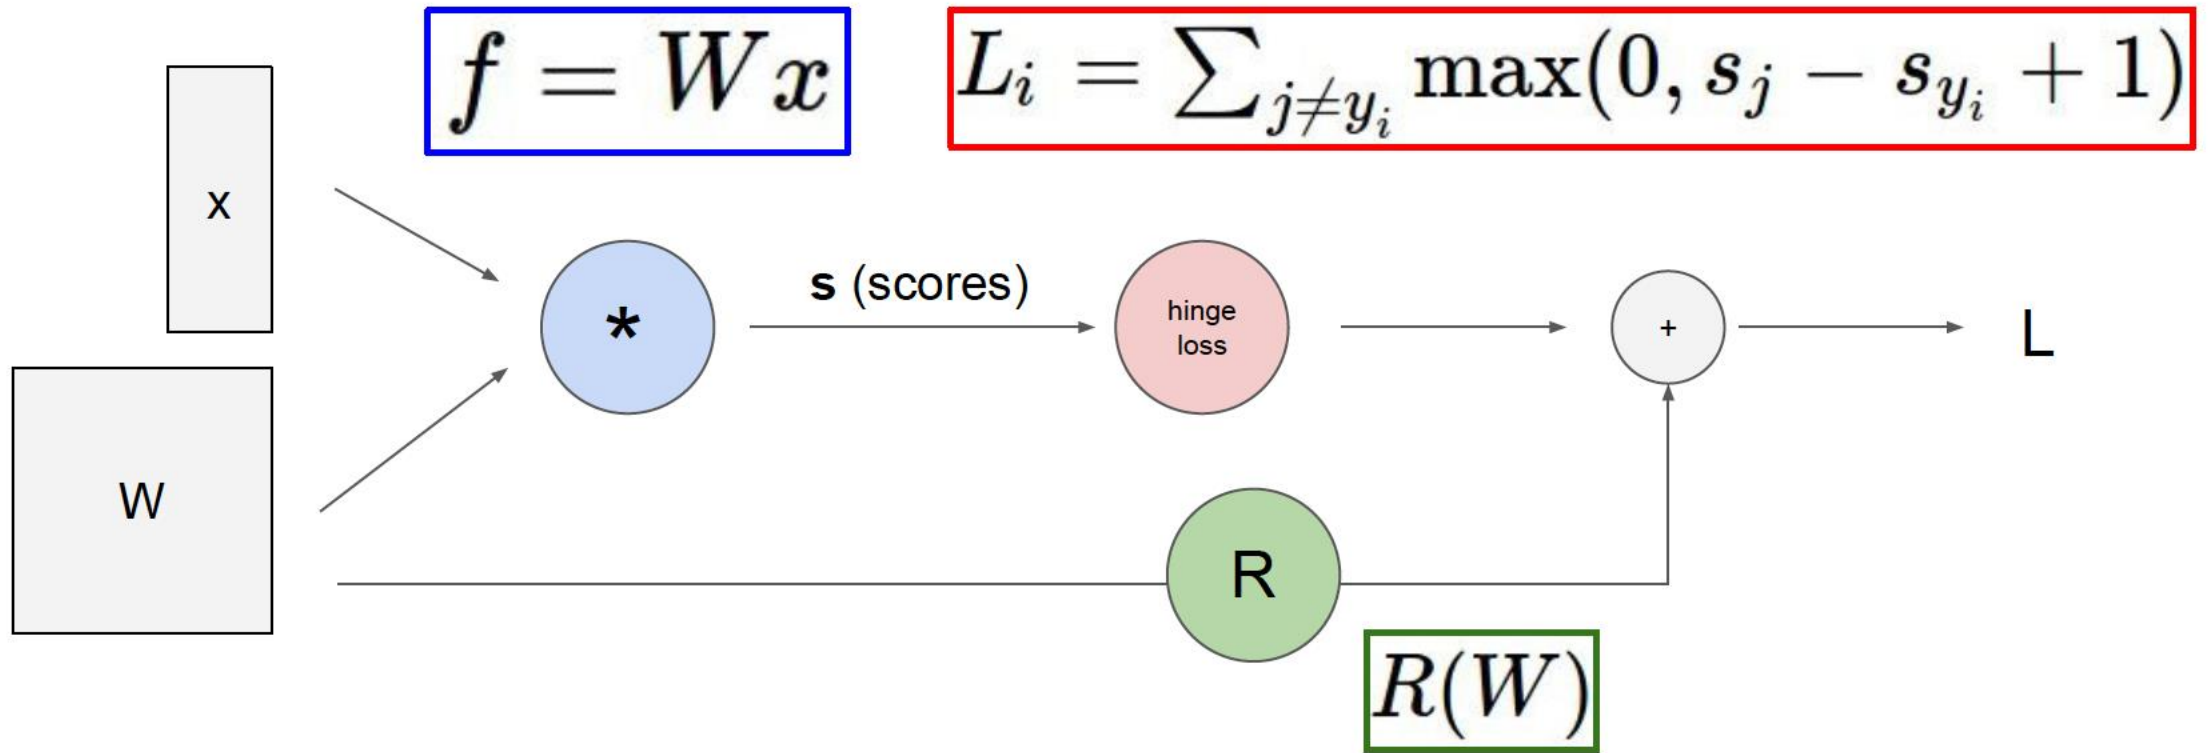 f = Wx
L_i = ∑_{j≠y_i} max(0, s_j − s_{y_i} + 1)
x
*
s (scores)
hinge
loss
+
L
W
R
R(W)